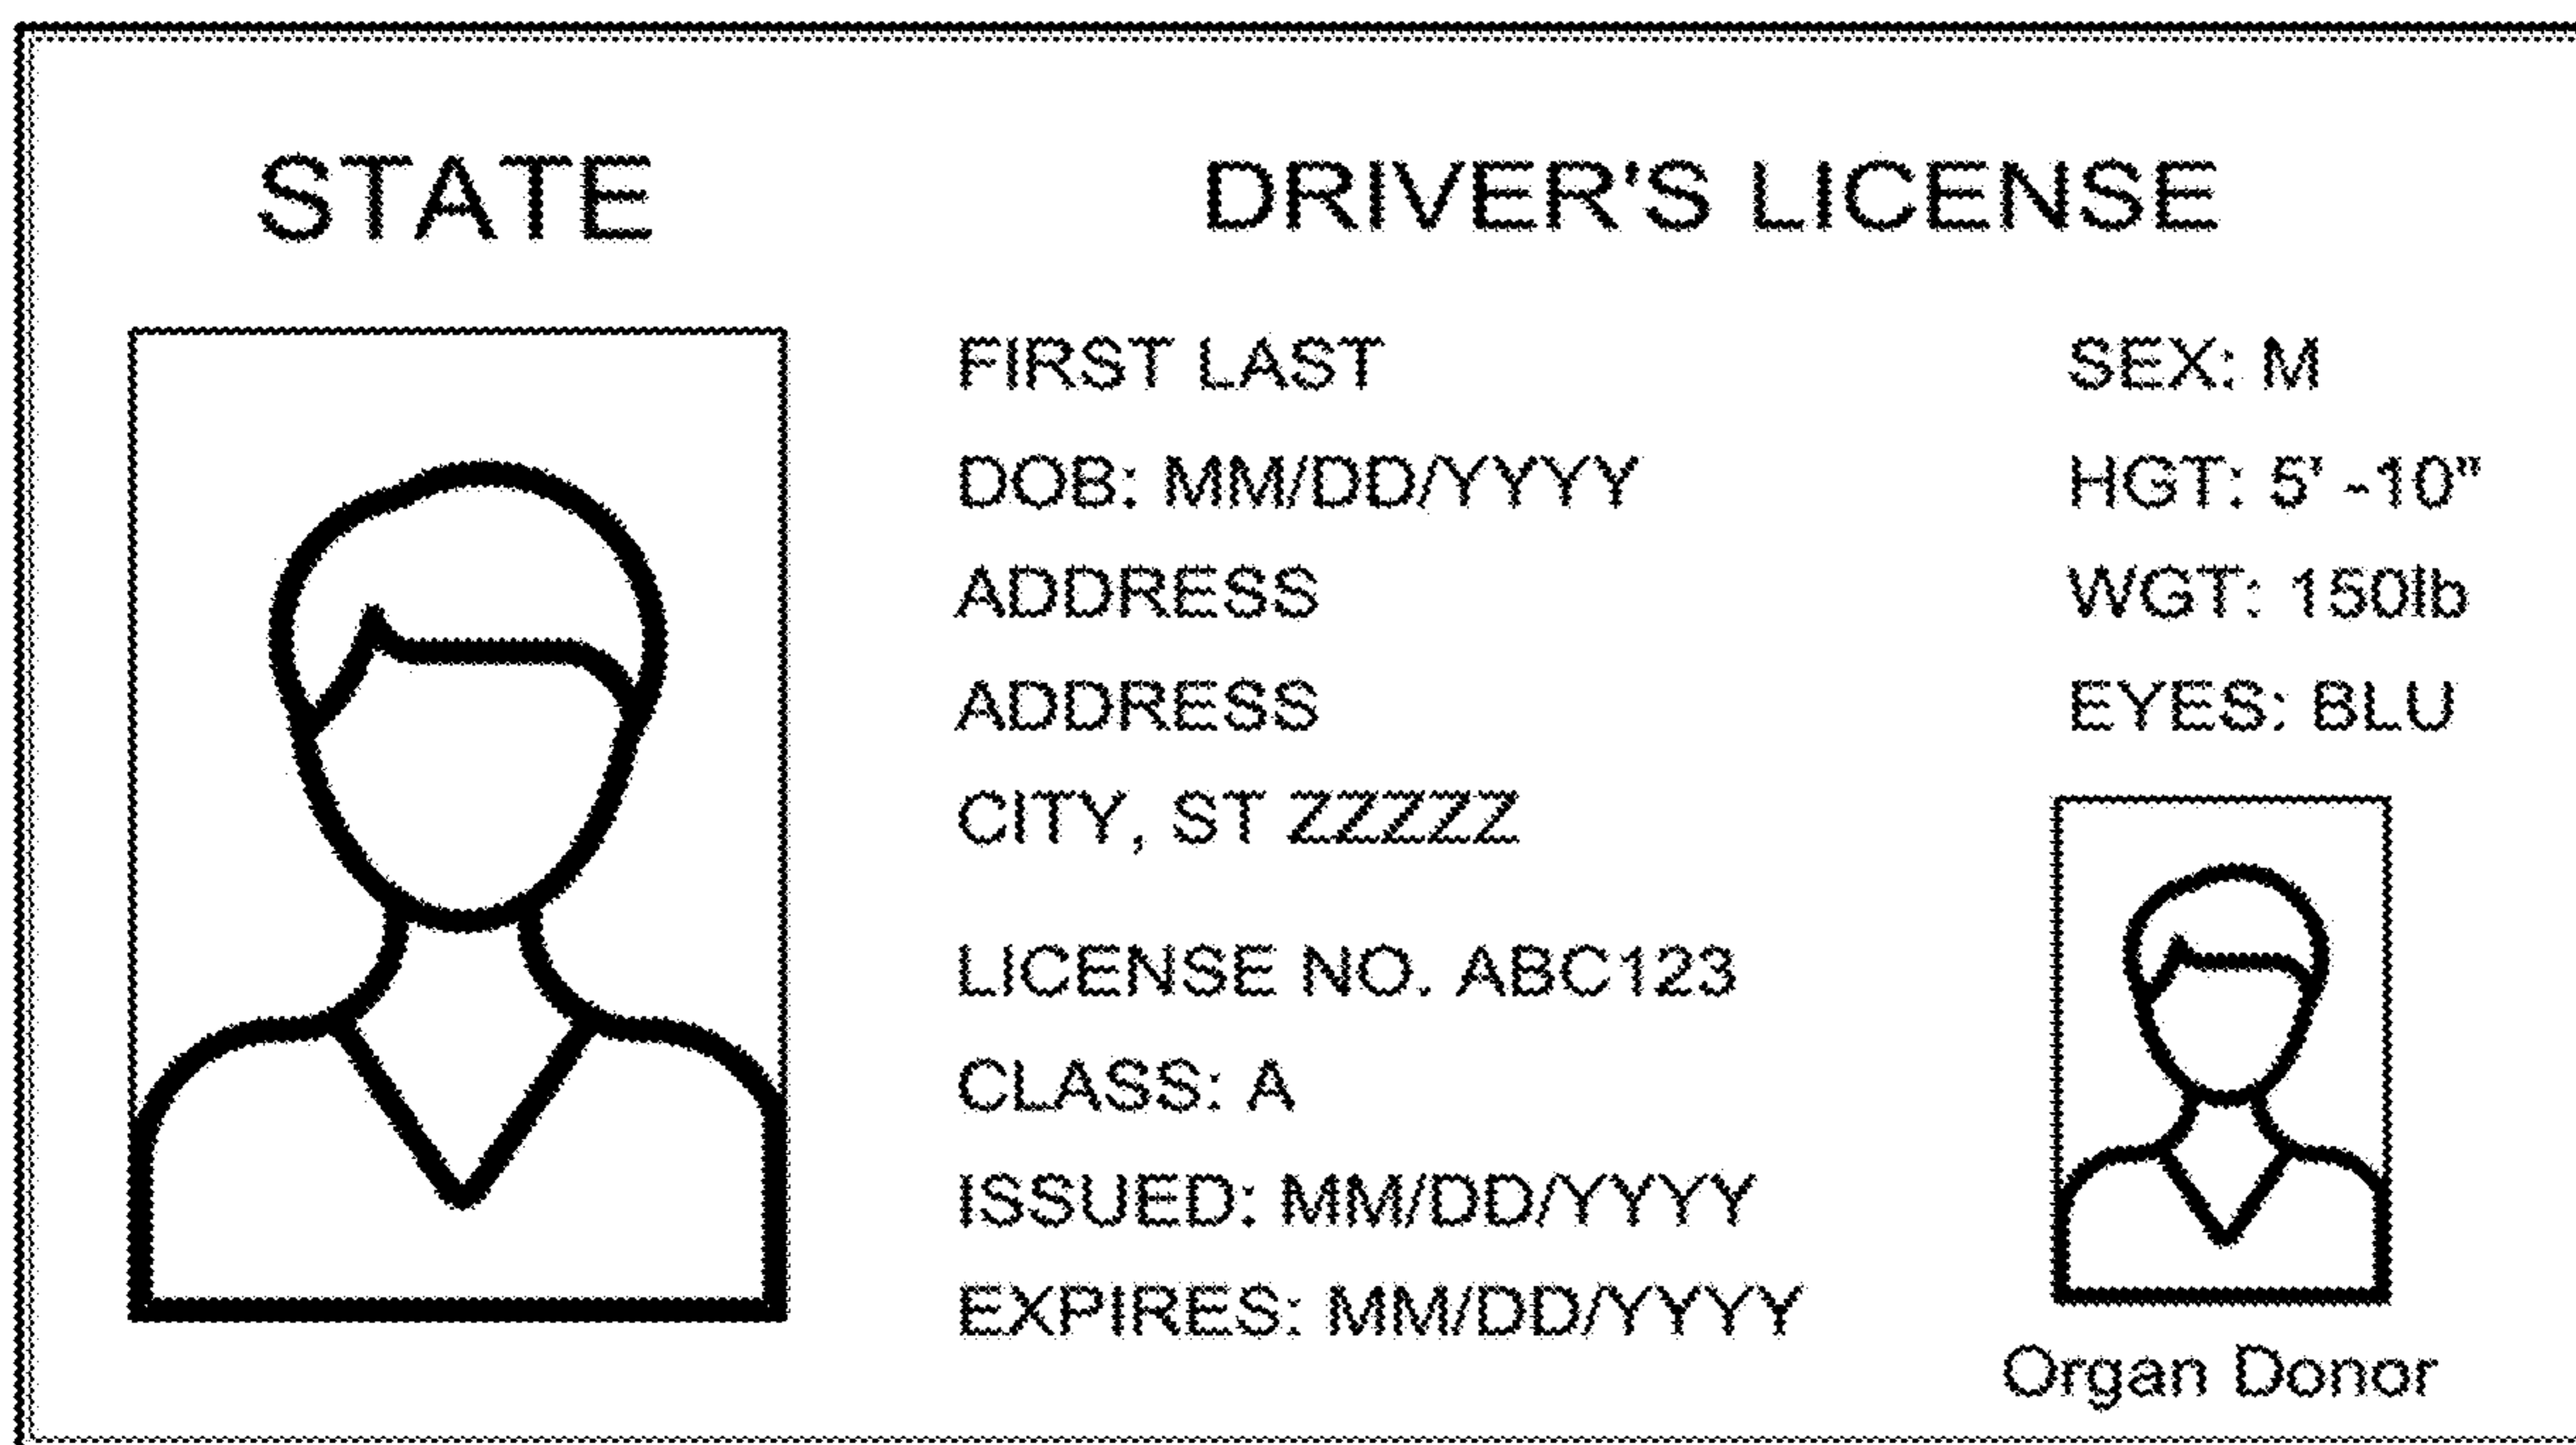 STATE
DRIVER'S LICENSE
FIRST LAST
DOB: MM/DD/YYYY
ADDRESS
ADDRESS
CITY, ST ZZZZZ
LICENSE NO. ABC123
CLASS: A
ISSUED: MM/DD/YYYY
EXPIRES: MM/DD/YYYY
SEX: M
HGT: 5' -10"
WGT: 150lb
EYES: BLU
Organ Donor